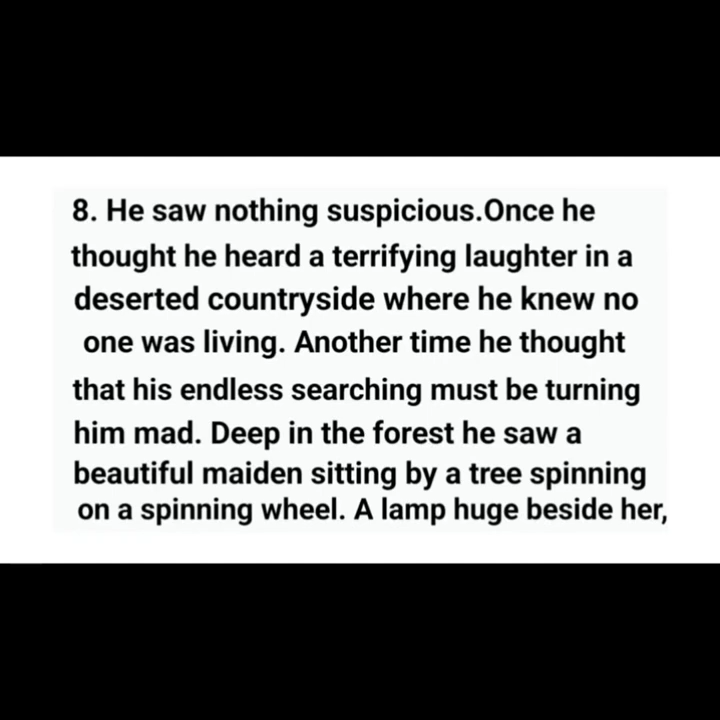 8. He saw nothing suspicious.Once he
thought he heard a terrifying laughter in a
deserted countryside where he knew no
one was living. Another time he thought
that his endless searching must be turning
him mad. Deep in the forest he saw a
beautiful maiden sitting by a tree spinning
on a spinning wheel. A lamp huge beside her,